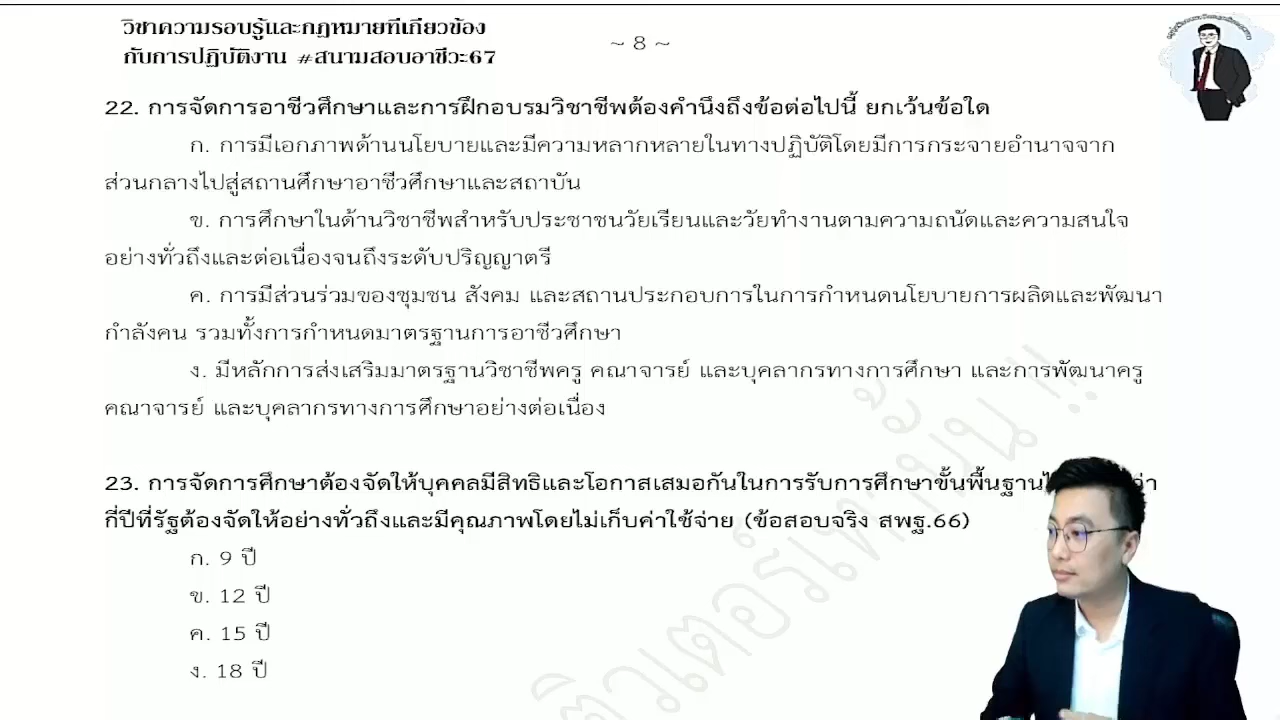 วิชาความรอบรู้และกฎหมายที่เกี่ยวข้อง
กับการปฏิบัติงาน #สนามสอบอาชีวะ67
~ 8 ~
22. การจัดการอาชีวศึกษาและการฝึกอบรมวิชาชีพต้องคำนึงถึงข้อต่อไปนี้ ยกเว้นข้อใด
ก. การมีเอกภาพด้านนโยบายและมีความหลากหลายในทางปฏิบัติโดยมีการกระจายอำนาจจาก
ส่วนกลางไปสู่สถานศึกษาอาชีวศึกษาและสถาบัน
ข. การศึกษาในด้านวิชาชีพสำหรับประชาชนวัยเรียนและวัยทำงานตามความถนัดและความสนใจ
อย่างทั่วถึงและต่อเนื่องจนถึงระดับปริญญาตรี
ค. การมีส่วนร่วมของชุมชน สังคม และสถานประกอบการในการกำหนดนโยบายการผลิตและพัฒนา
กำลังคน รวมทั้งการกำหนดมาตรฐานการอาชีวศึกษา
ง. มีหลักการส่งเสริมมาตรฐานวิชาชีพครู คณาจารย์ และบุคลากรทางการศึกษา และการพัฒนาครู
คณาจารย์ และบุคลากรทางการศึกษาอย่างต่อเนื่อง
23. การจัดการศึกษาต้องจัดให้บุคคลมีสิทธิและโอกาสเสมอกันในการรับการศึกษาขั้นพื้นฐาน
กี่ปีที่รัฐต้องจัดให้อย่างทั่วถึงและมีคุณภาพโดยไม่เก็บค่าใช้จ่าย (ข้อสอบจริง สพฐ.66)
ก. 9 ปี
ข. 12 ปี
ค. 15 ปี
ง. 18 ปี
ติวเตอร์เทาบัน !!